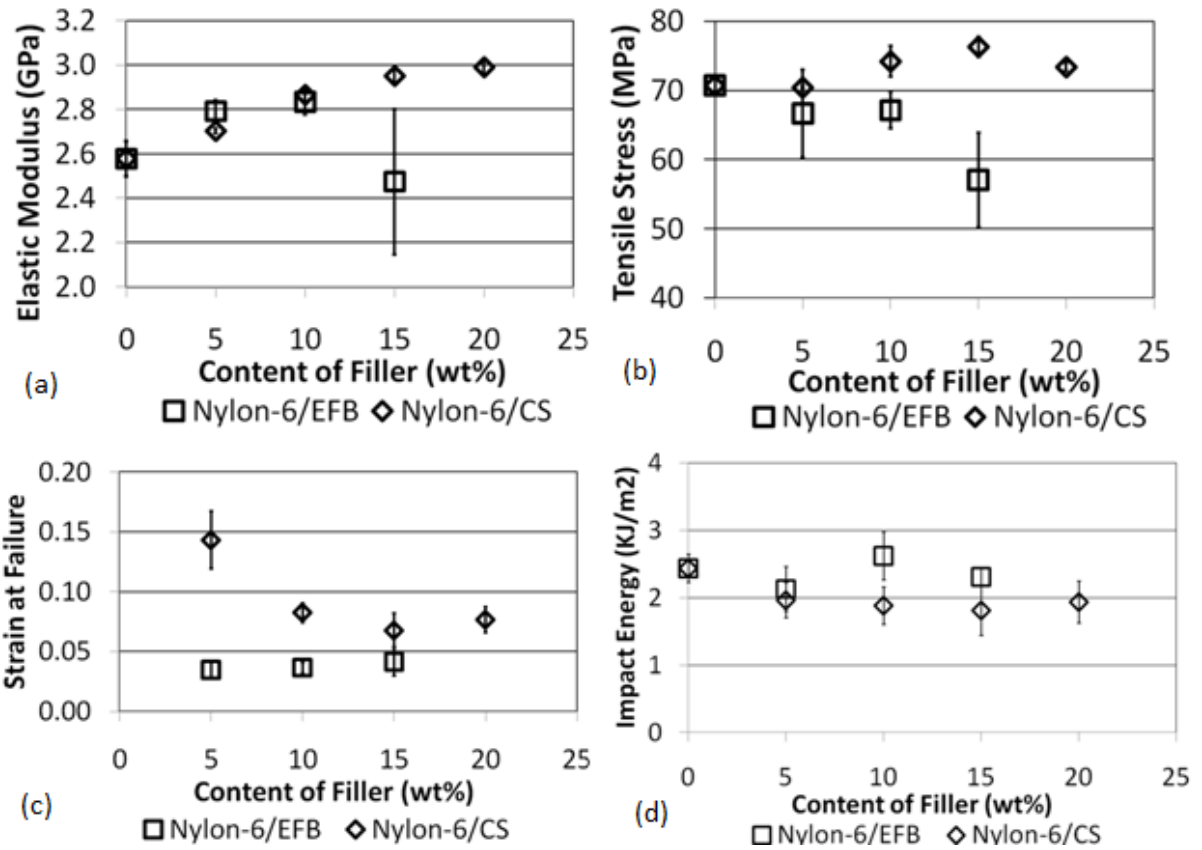 Elastic Modulus (GPa)
3.2
3.0
2.8
2.6
2.4
2.2
2.0
0 5 10 15 20 25
Content of Filler (wt%)
(a)
Nylon-6/EFB Nylon-6/CS
Tensile Stress (MPa)
80
70
60
50
40
0 5 10 15 20 25
Content of Filler (wt%)
(b)
Nylon-6/EFB Nylon-6/CS
Strain at Failure
0.20
0.15
0.10
0.05
0.00
0 5 10 15 20 25
Content of Filler (wt%)
(c)
Nylon-6/EFB Nylon-6/CS
Impact Energy (KJ/m2)
4
3
2
1
0
0 5 10 15 20 25
Content of Filler (wt%)
(d)
Nylon-6/EFB Nylon-6/CS